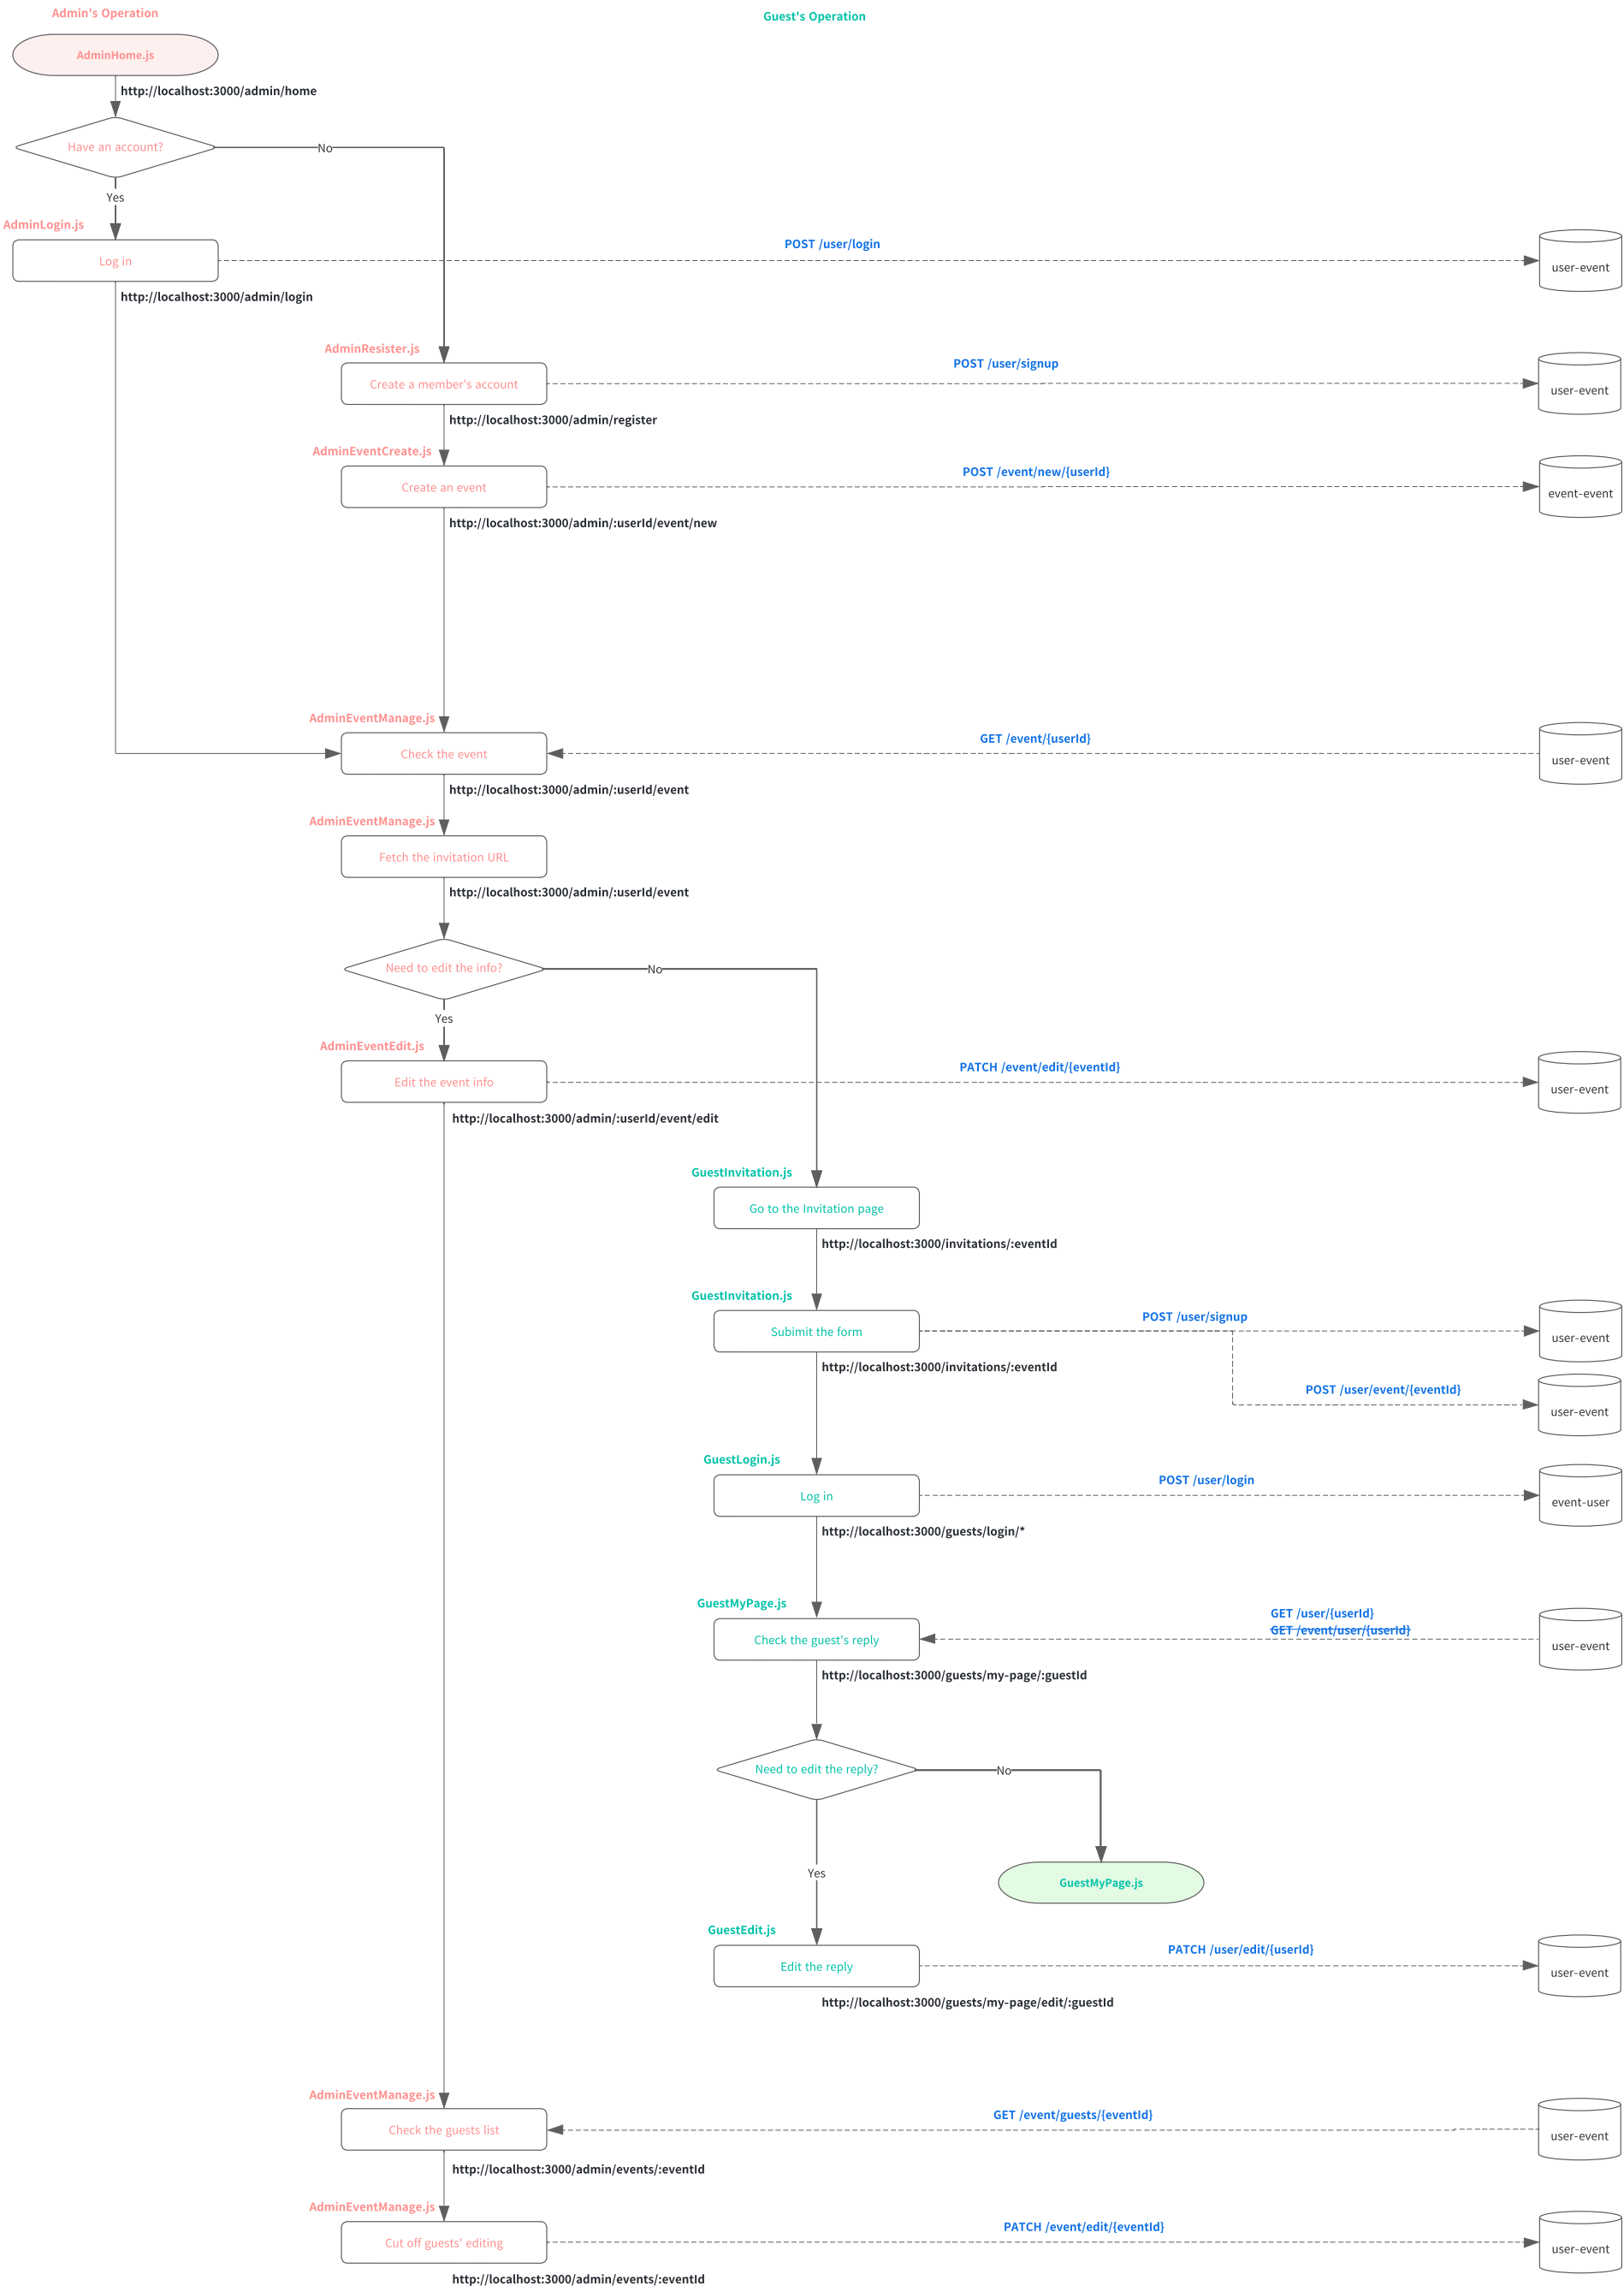 Admin's Operation
Guest's Operation
AdminHome.js
http://localhost:3000/admin/home
Have an account?
No
Yes
AdminLogin.js
Log in
POST /user/login
user-event
http://localhost:3000/admin/login
AdminResister.js
Create a member's account
POST /user/signup
user-event
http://localhost:3000/admin/register
AdminEventCreate.js
Create an event
POST /event/new/{userId}
event-event
http://localhost:3000/admin/:userId/event/new
AdminEventManage.js
Check the event
GET /event/{userId}
user-event
http://localhost:3000/admin/:userId/event
AdminEventManage.js
Fetch the invitation URL
http://localhost:3000/admin/:userId/event
Need to edit the info?
No
Yes
AdminEventEdit.js
Edit the event info
PATCH /event/edit/{eventId}
user-event
http://localhost:3000/admin/:userId/event/edit
GuestInvitation.js
Go to the Invitation page
http://localhost:3000/invitations/:eventId
GuestInvitation.js
Subimit the form
POST /user/signup
user-event
http://localhost:3000/invitations/:eventId
POST /user/event/{eventId}
user-event
GuestLogin.js
Log in
POST /user/login
event-user
http://localhost:3000/guests/login/*
GuestMyPage.js
Check the guest's reply
GET /user/{userId}
GET /event/user/{userId}
user-event
http://localhost:3000/guests/my-page/:guestId
Need to edit the reply?
No
Yes
GuestMyPage.js
GuestEdit.js
Edit the reply
PATCH /user/edit/{userId}
user-event
http://localhost:3000/guests/my-page/edit/:guestId
AdminEventManage.js
Check the guests list
GET /event/guests/{eventId}
user-event
http://localhost:3000/admin/events/:eventId
AdminEventManage.js
Cut off guests' editing
PATCH /event/edit/{eventId}
user-event
http://localhost:3000/admin/events/:eventId